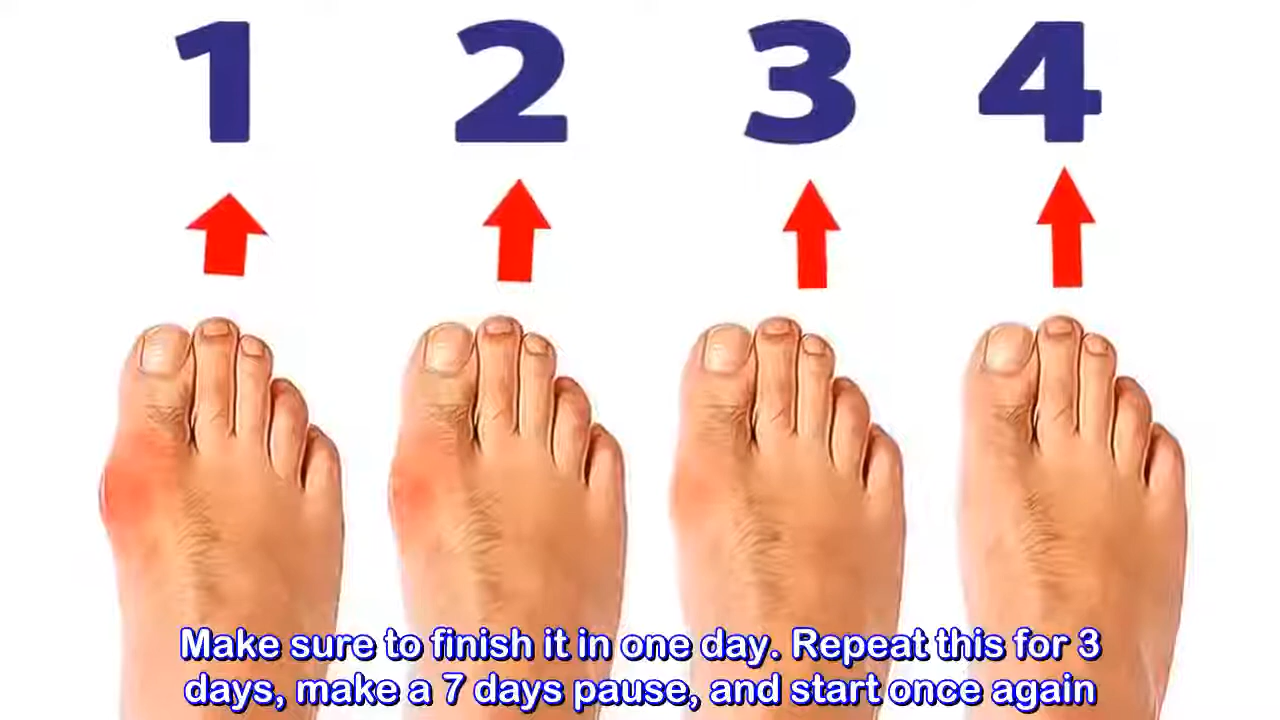 1 2 3 4
Make sure to finish it in one day. Repeat this for 3
days, make a 7 days pause, and start once again